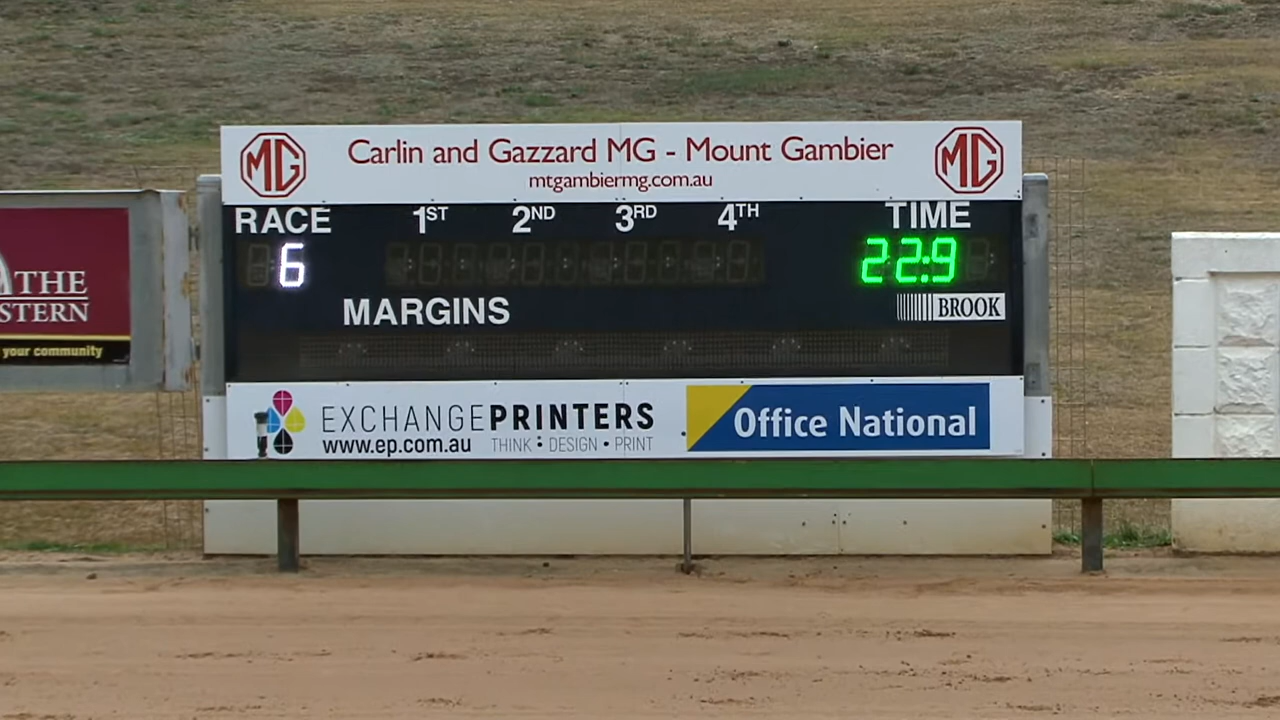 MG Carlin and Gazzard MG - Mount Gambier MG
mtgambiermg.com.au
RACE 1ST 2ND 3RD 4TH TIME
6 22:9
MARGINS
BROOK
THE
STERN
your community
EXCHANGEPRINTERS
www.ep.com.au THINK • DESIGN • PRINT
Office National